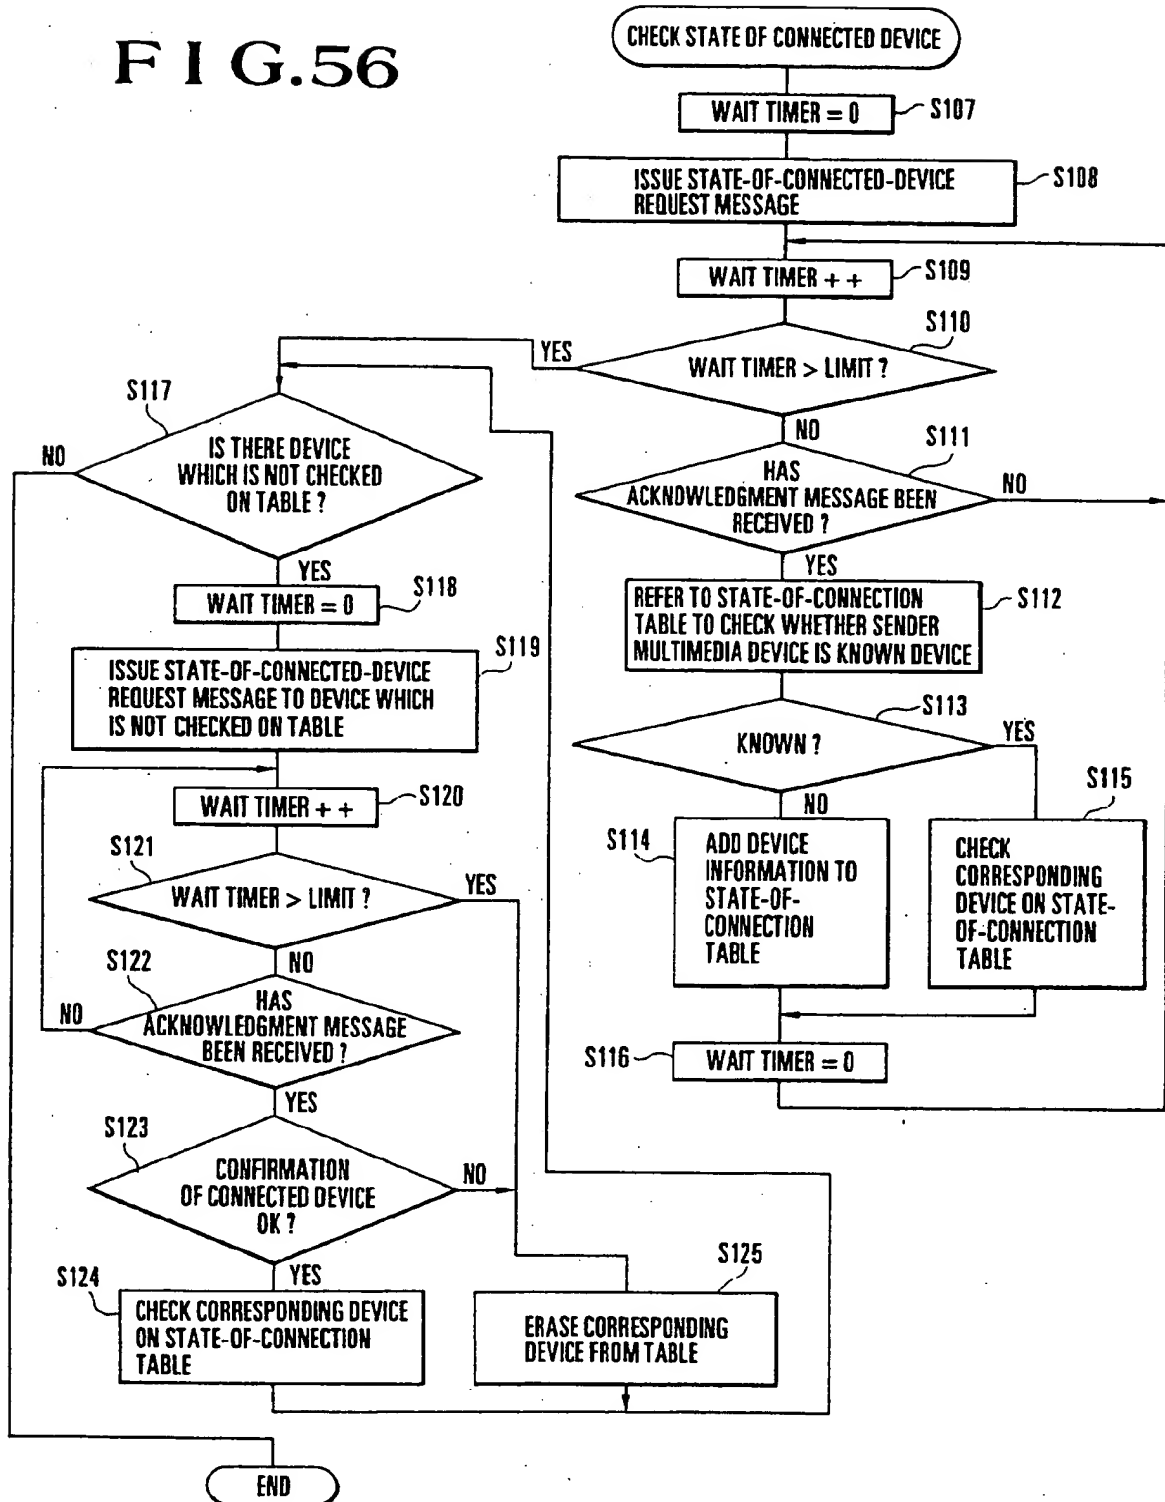 FIG.56
CHECK STATE OF CONNECTED DEVICE
WAIT TIMER = 0
S107
ISSUE STATE-OF-CONNECTED-DEVICE
REQUEST MESSAGE
S108
WAIT TIMER + +
S109
S110
WAIT TIMER > LIMIT ?
YES
NO
S111
HAS
ACKNOWLEDGMENT MESSAGE BEEN
RECEIVED ?
NO
YES
REFER TO STATE-OF-CONNECTION
TABLE TO CHECK WHETHER SENDER
MULTIMEDIA DEVICE IS KNOWN DEVICE
S112
S113
KNOWN ?
YES
NO
S114
ADD DEVICE
INFORMATION TO
STATE-OF-
CONNECTION
TABLE
S115
CHECK
CORRESPONDING
DEVICE ON STATE-
OF-CONNECTION
TABLE
S116
WAIT TIMER = 0
S117
NO
IS THERE DEVICE
WHICH IS NOT CHECKED
ON TABLE ?
YES
WAIT TIMER = 0
S118
S119
ISSUE STATE-OF-CONNECTED-DEVICE
REQUEST MESSAGE TO DEVICE WHICH
IS NOT CHECKED ON TABLE
WAIT TIMER + +
S120
S121
WAIT TIMER > LIMIT ?
YES
NO
S122
NO
HAS
ACKNOWLEDGMENT MESSAGE
BEEN RECEIVED ?
YES
S123
CONFIRMATION
OF CONNECTED DEVICE
OK ?
NO
YES
S124
CHECK CORRESPONDING DEVICE
ON STATE-OF-CONNECTION
TABLE
S125
ERASE CORRESPONDING
DEVICE FROM TABLE
END